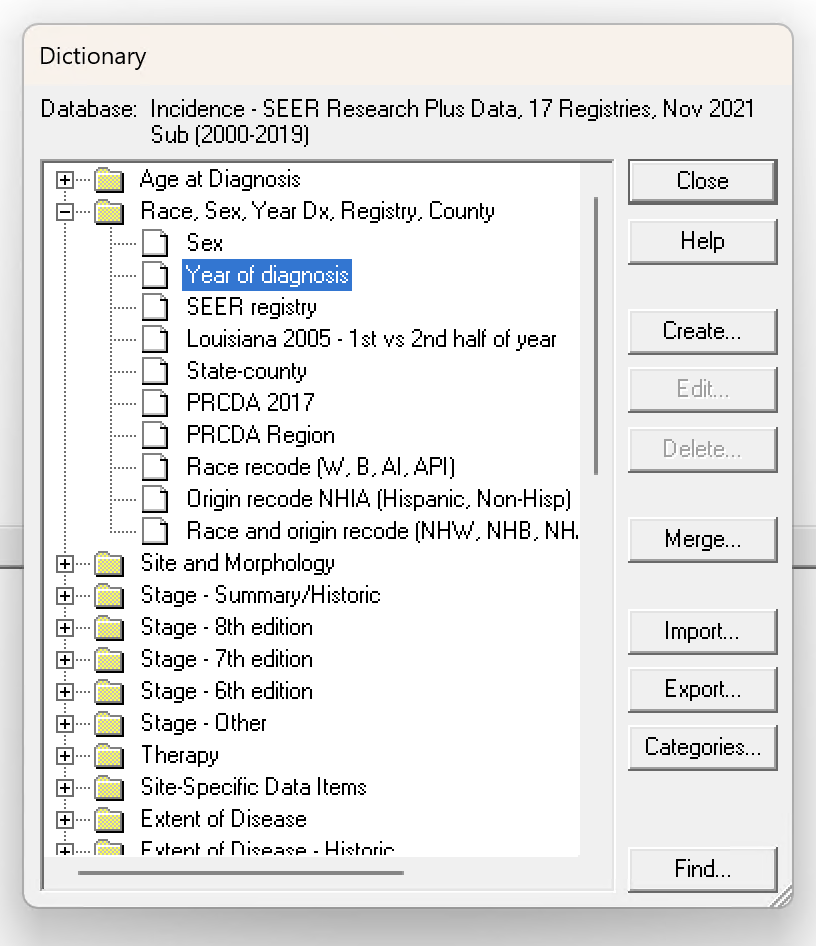 Dictionary
Database: Incidence - SEER Research Plus Data, 17 Registries, Nov 2021
Sub (2000-2019)
Age at Diagnosis
Race, Sex, Year Dx, Registry, County
Sex
Year of diagnosis
SEER registry
Louisiana 2005 - 1st vs 2nd half of year
State-county
PRCDA 2017
PRCDA Region
Race recode (W, B, AI, API)
Origin recode NHIA (Hispanic, Non-Hisp)
Race and origin recode (NHW, NHB, NH
Site and Morphology
Stage - Summary/Historic
Stage - 8th edition
Stage - 7th edition
Stage - 6th edition
Stage - Other
Therapy
Site-Specific Data Items
Extent of Disease
Extent of Disease - Historic
Close
Help
Create...
Edit...
Delete...
Merge...
Import...
Export...
Categories...
Find...